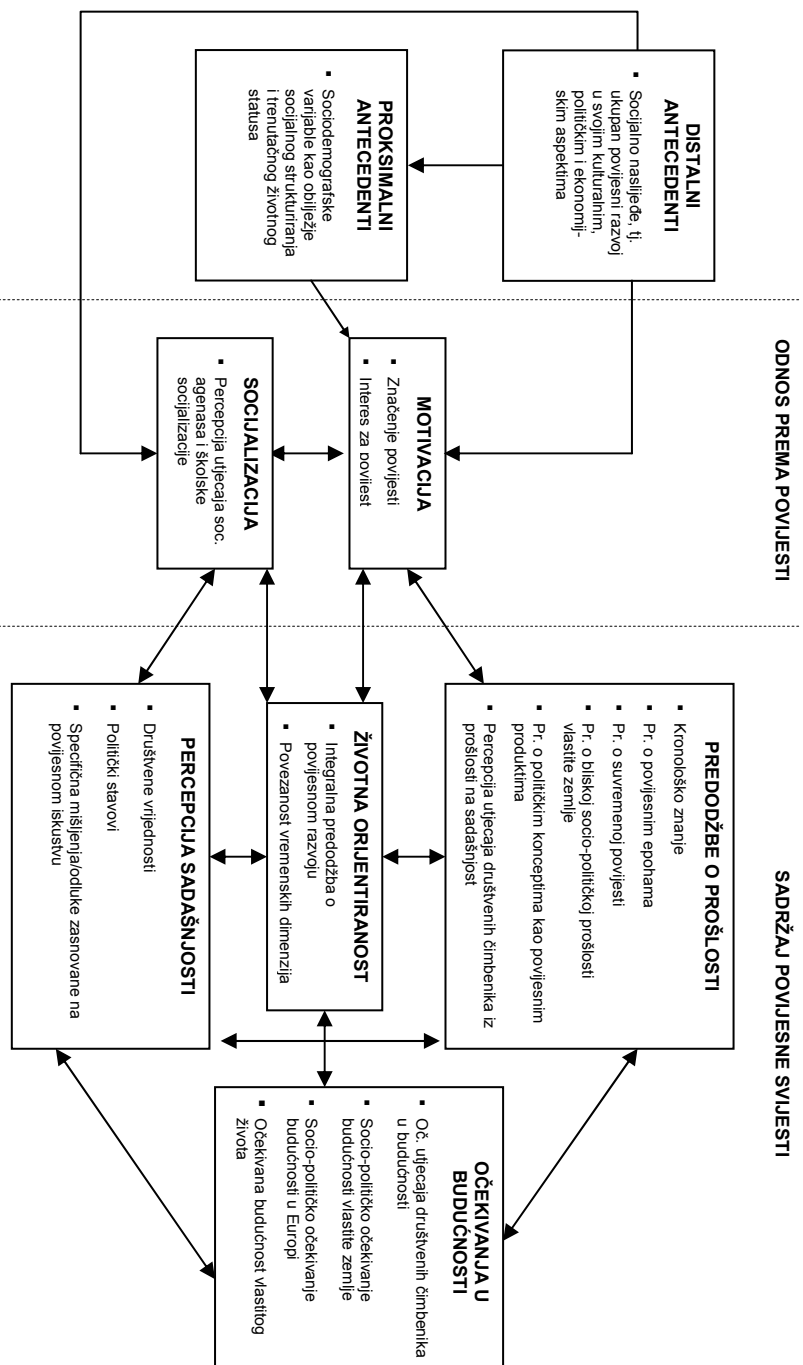 ODNOS PREMA POVIJESTI
SADRŽAJ POVIJESNE SVIJESTI
DISTALNI
ANTECEDENTI
▪ Socijalno naslijeđe, tj.
ukupan povijesni razvoj
u svojim kulturalnim,
političkim i ekonomij-
skim aspektima
PROKSIMALNI
ANTECEDENTI
▪ Sociodemografske
varijable kao obilježje
socijalnog strukturiranja
i trenutačnog životnog
statusa
MOTIVACIJA
▪ Značenje povijesti
▪ Interes za povijest
SOCIJALIZACIJA
▪ Percepcija utjecaja soc.
agenasa i školske
socijalizacije
PREDODŽBE O PROŠLOSTI
▪ Kronološko znanje
▪ Pr. o povijesnim epohama
▪ Pr. o suvremenoj povijesti
▪ Pr. o bliskoj socio-političkoj prošlosti
vlastite zemlje
▪ Pr. o političkim konceptima kao povijesnim
produktima
▪ Percepcija utjecaja društvenih čimbenika iz
prošlosti na sadašnjost
ŽIVOTNA ORIJENTIRANOST
▪ Integralna predodžba o
povijesnom razvoju
▪ Povezanost vremenskih dimenzija
PERCEPCIJA SADAŠNJOSTI
▪ Društvene vrijednosti
▪ Politički stavovi
▪ Specifična mišljenja/odluke zasnovane na
povijesnom iskustvu
OČEKIVANJA U
BUDUĆNOSTI
▪ Oč. utjecaja društvenih čimbenika
u budućnosti
▪ Socio-političko očekivanje
budućnosti vlastite zemlje
▪ Socio-političko očekivanje
budućnosti u Europi
▪ Očekivana budućnost vlastitog
života